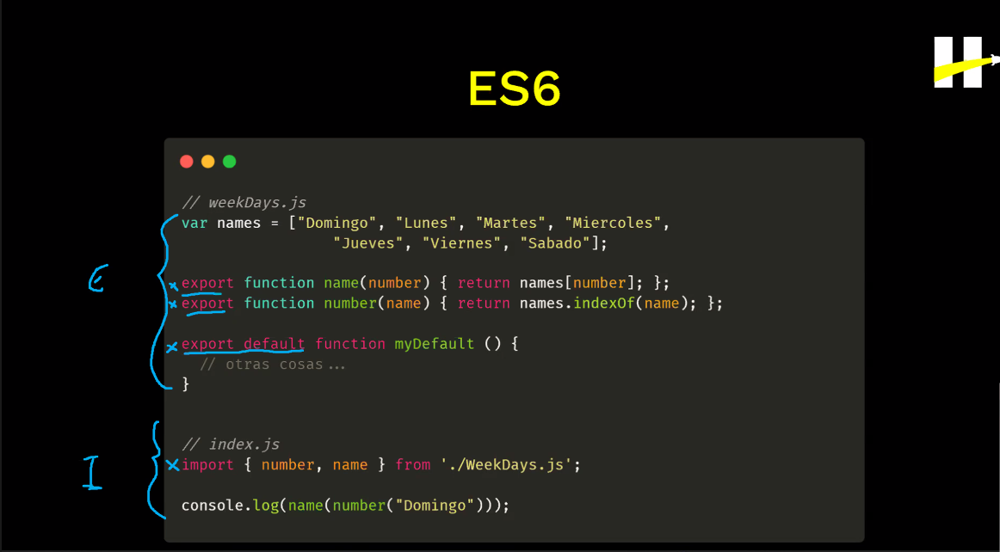 ES6
// weekDays.js
var names = ["Domingo", "Lunes", "Martes", "Miercoles",
"Jueves", "Viernes", "Sabado"];
export function name(number) { return names[number]; };
export function number(name) { return names.indexOf(name); };
export default function myDefault () {
// otras cosas...
}
// index.js
import { number, name } from './WeekDays.js';
console.log(name(number("Domingo")));
E
I